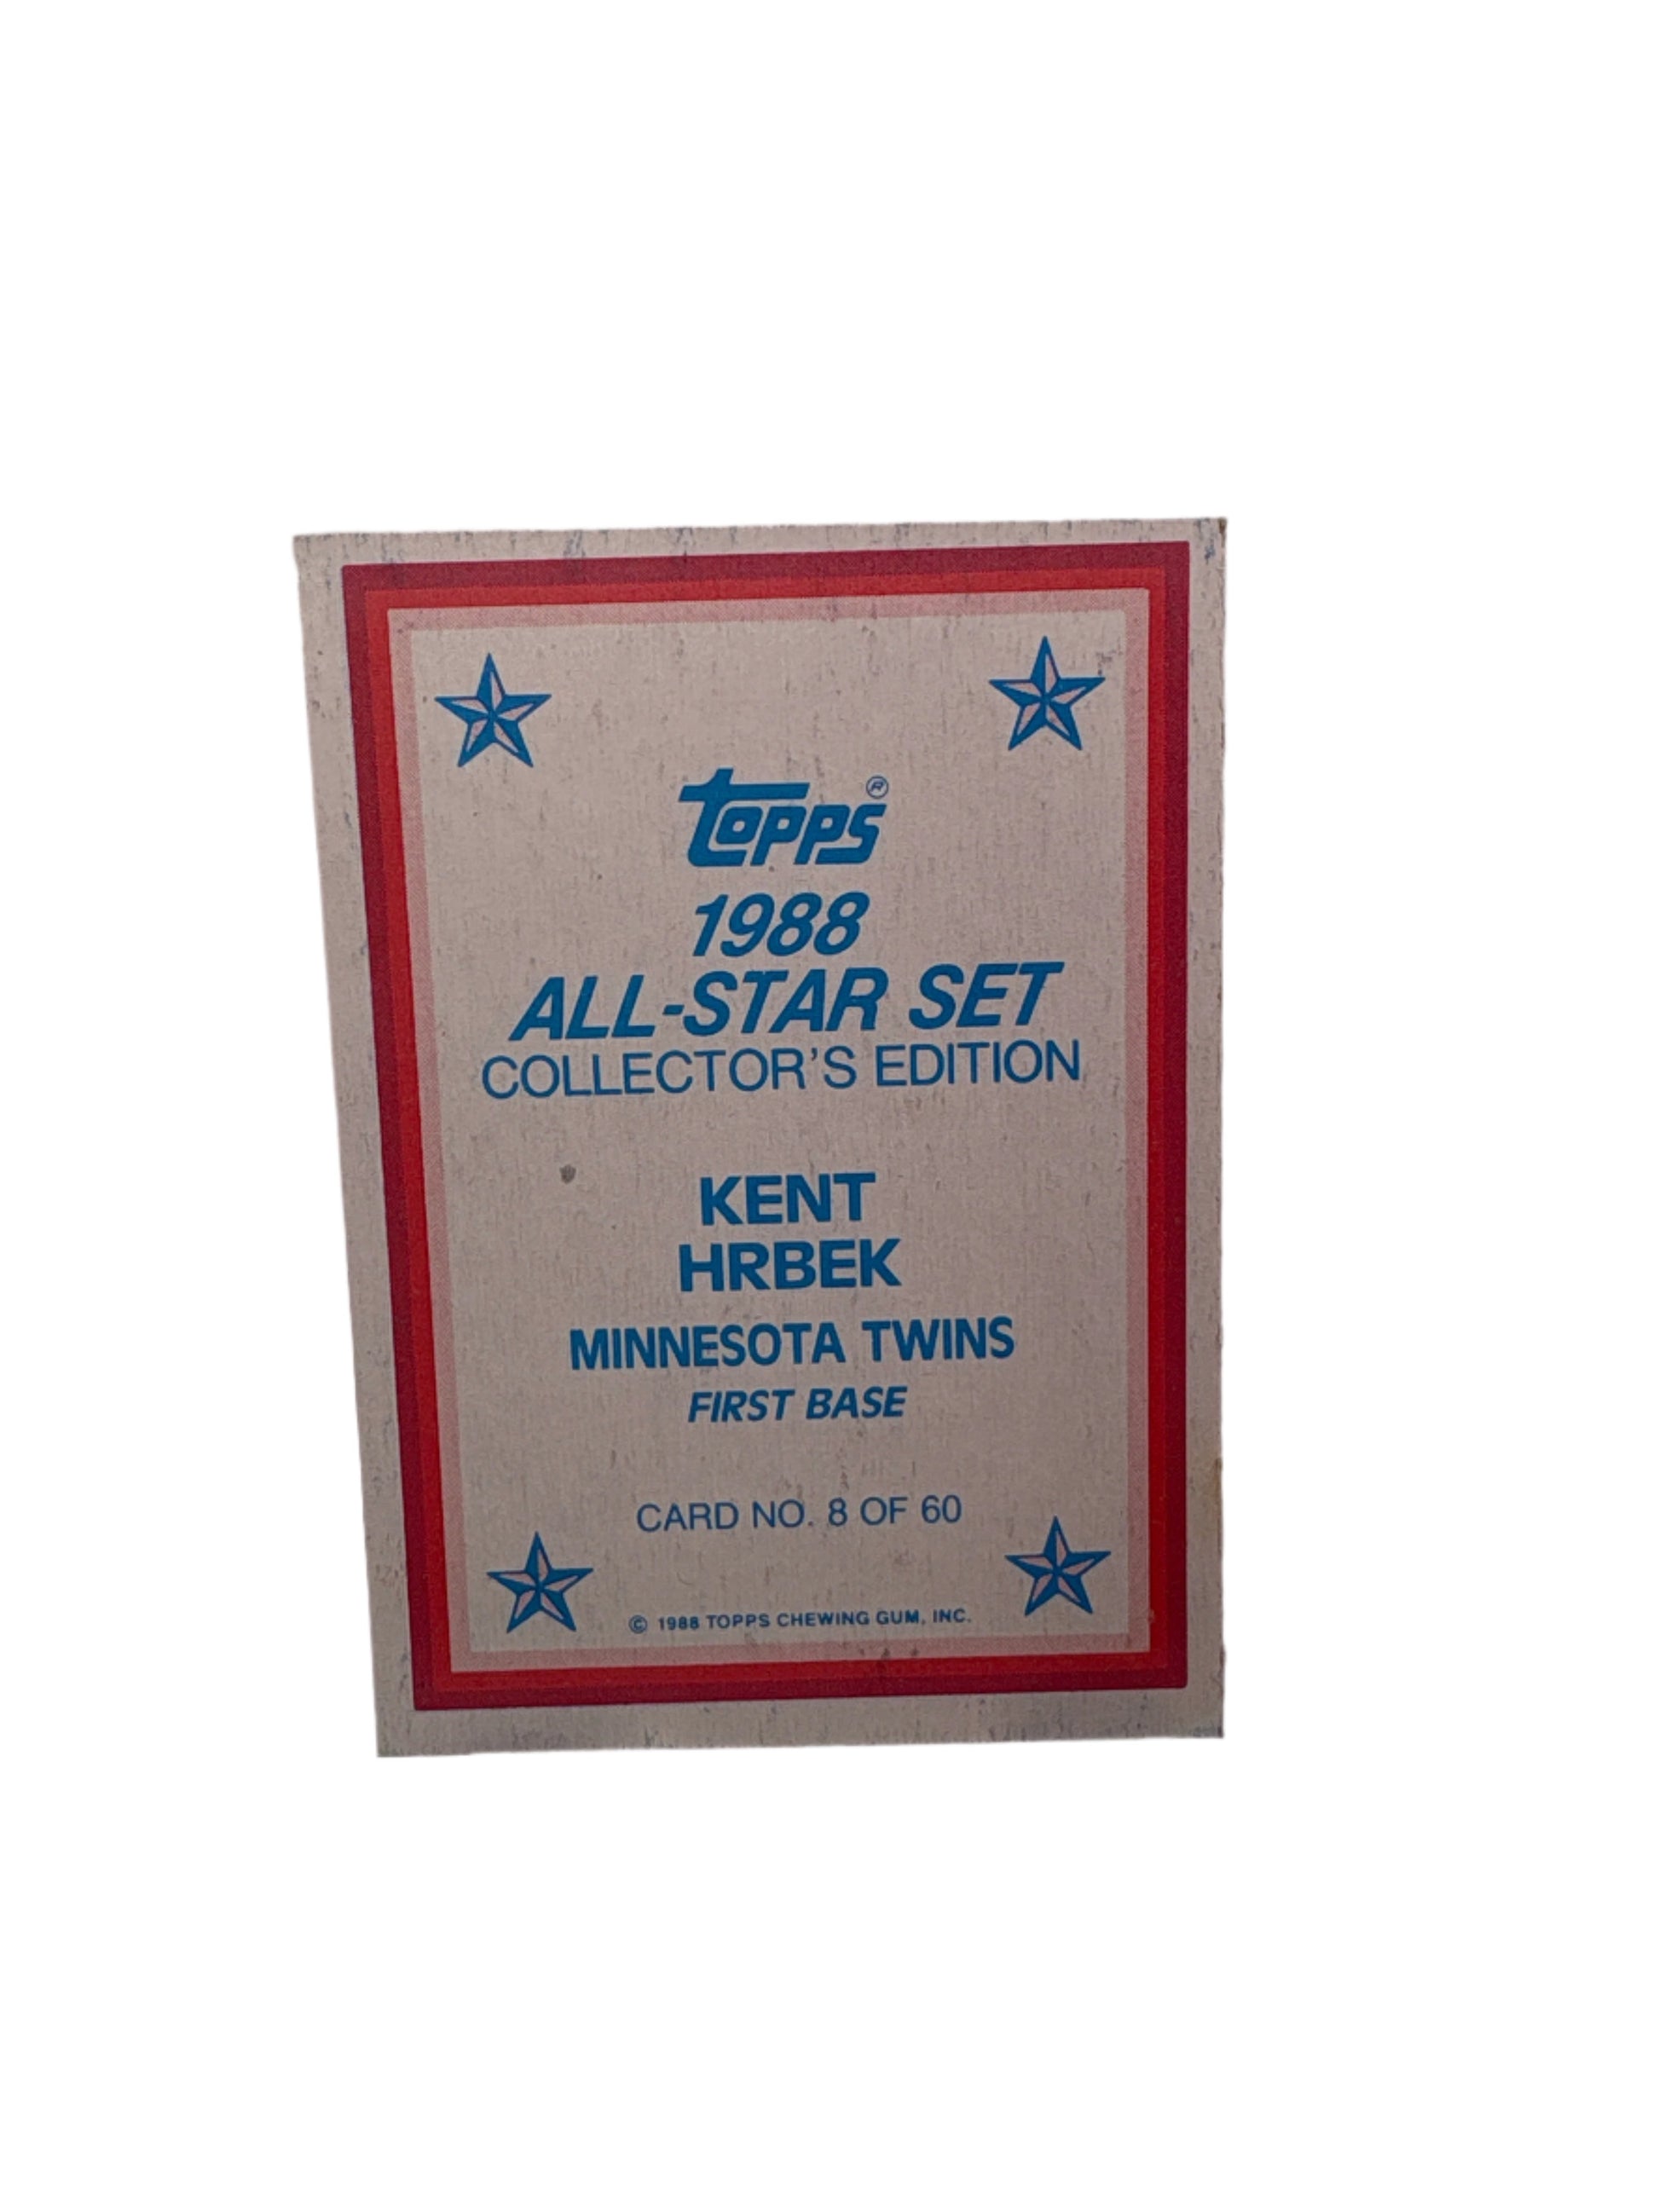 Topps®
1988
ALL-STAR SET
COLLECTOR'S EDITION
KENT
HRBEK
MINNESOTA TWINS
FIRST BASE
CARD NO. 8 OF 60
© 1988 TOPPS CHEWING GUM, INC.